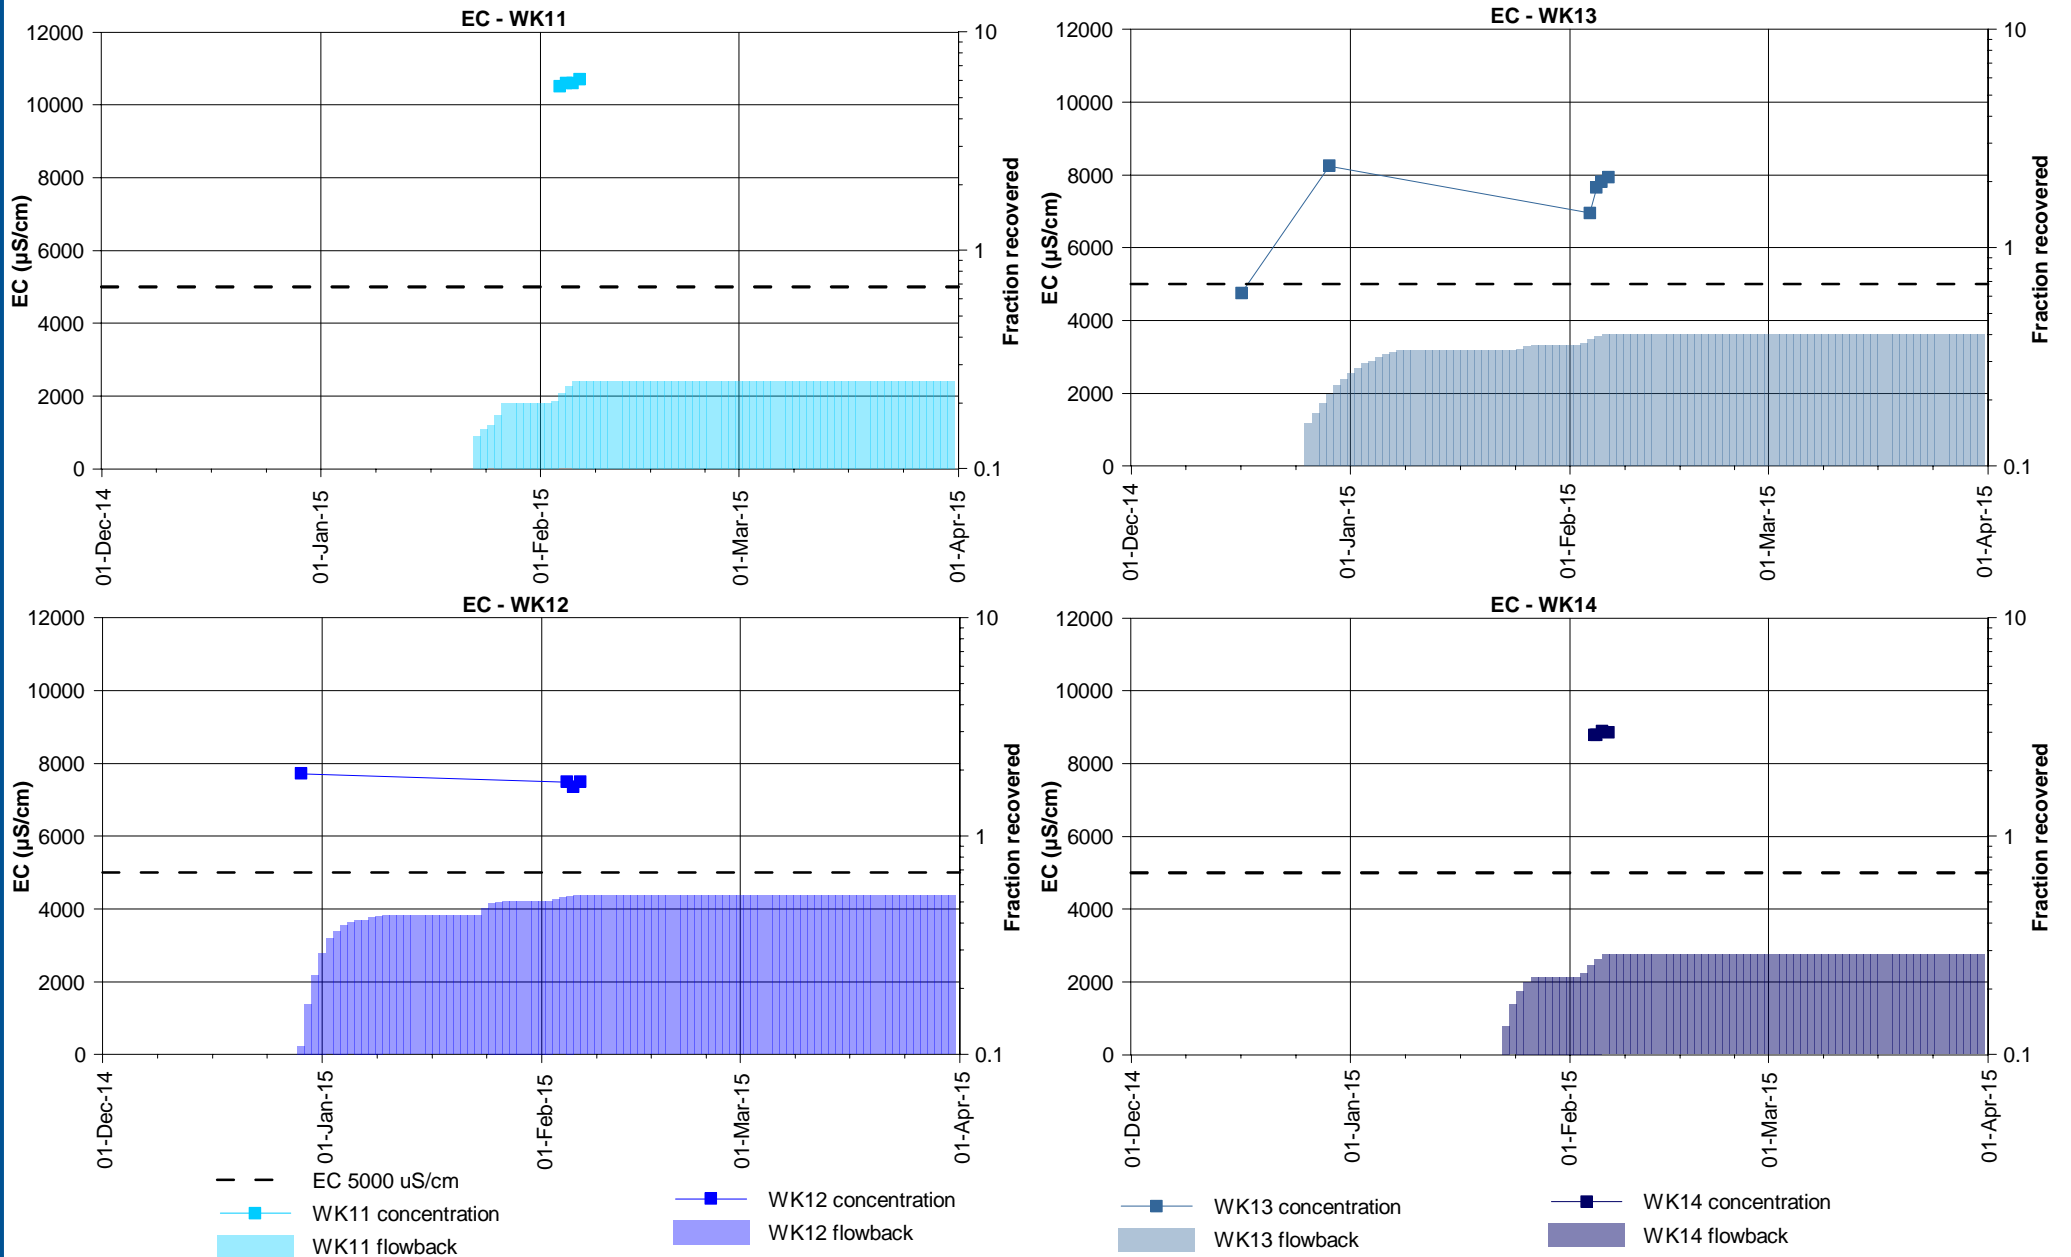 EC - WK11
12000
10000
8000
6000
4000
2000
0
EC (µS/cm)
10
1
0.1
Fraction recovered
01-Dec-14
01-Jan-15
01-Feb-15
01-Mar-15
01-Apr-15
EC - WK13
12000
10000
8000
6000
4000
2000
0
EC (µS/cm)
10
1
0.1
Fraction recovered
01-Dec-14
01-Jan-15
01-Feb-15
01-Mar-15
01-Apr-15
EC - WK12
12000
10000
8000
6000
4000
2000
0
EC (µS/cm)
10
1
0.1
Fraction recovered
01-Dec-14
01-Jan-15
01-Feb-15
01-Mar-15
01-Apr-15
EC - WK14
12000
10000
8000
6000
4000
2000
0
EC (µS/cm)
10
1
0.1
Fraction recovered
01-Dec-14
01-Jan-15
01-Feb-15
01-Mar-15
01-Apr-15
EC 5000 uS/cm
WK11 concentration
WK11 flowback
WK12 concentration
WK12 flowback
WK13 concentration
WK13 flowback
WK14 concentration
WK14 flowback